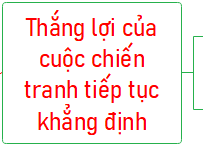 Thắng lợi của
cuộc chiến
tranh tiếp tục
khẳng định